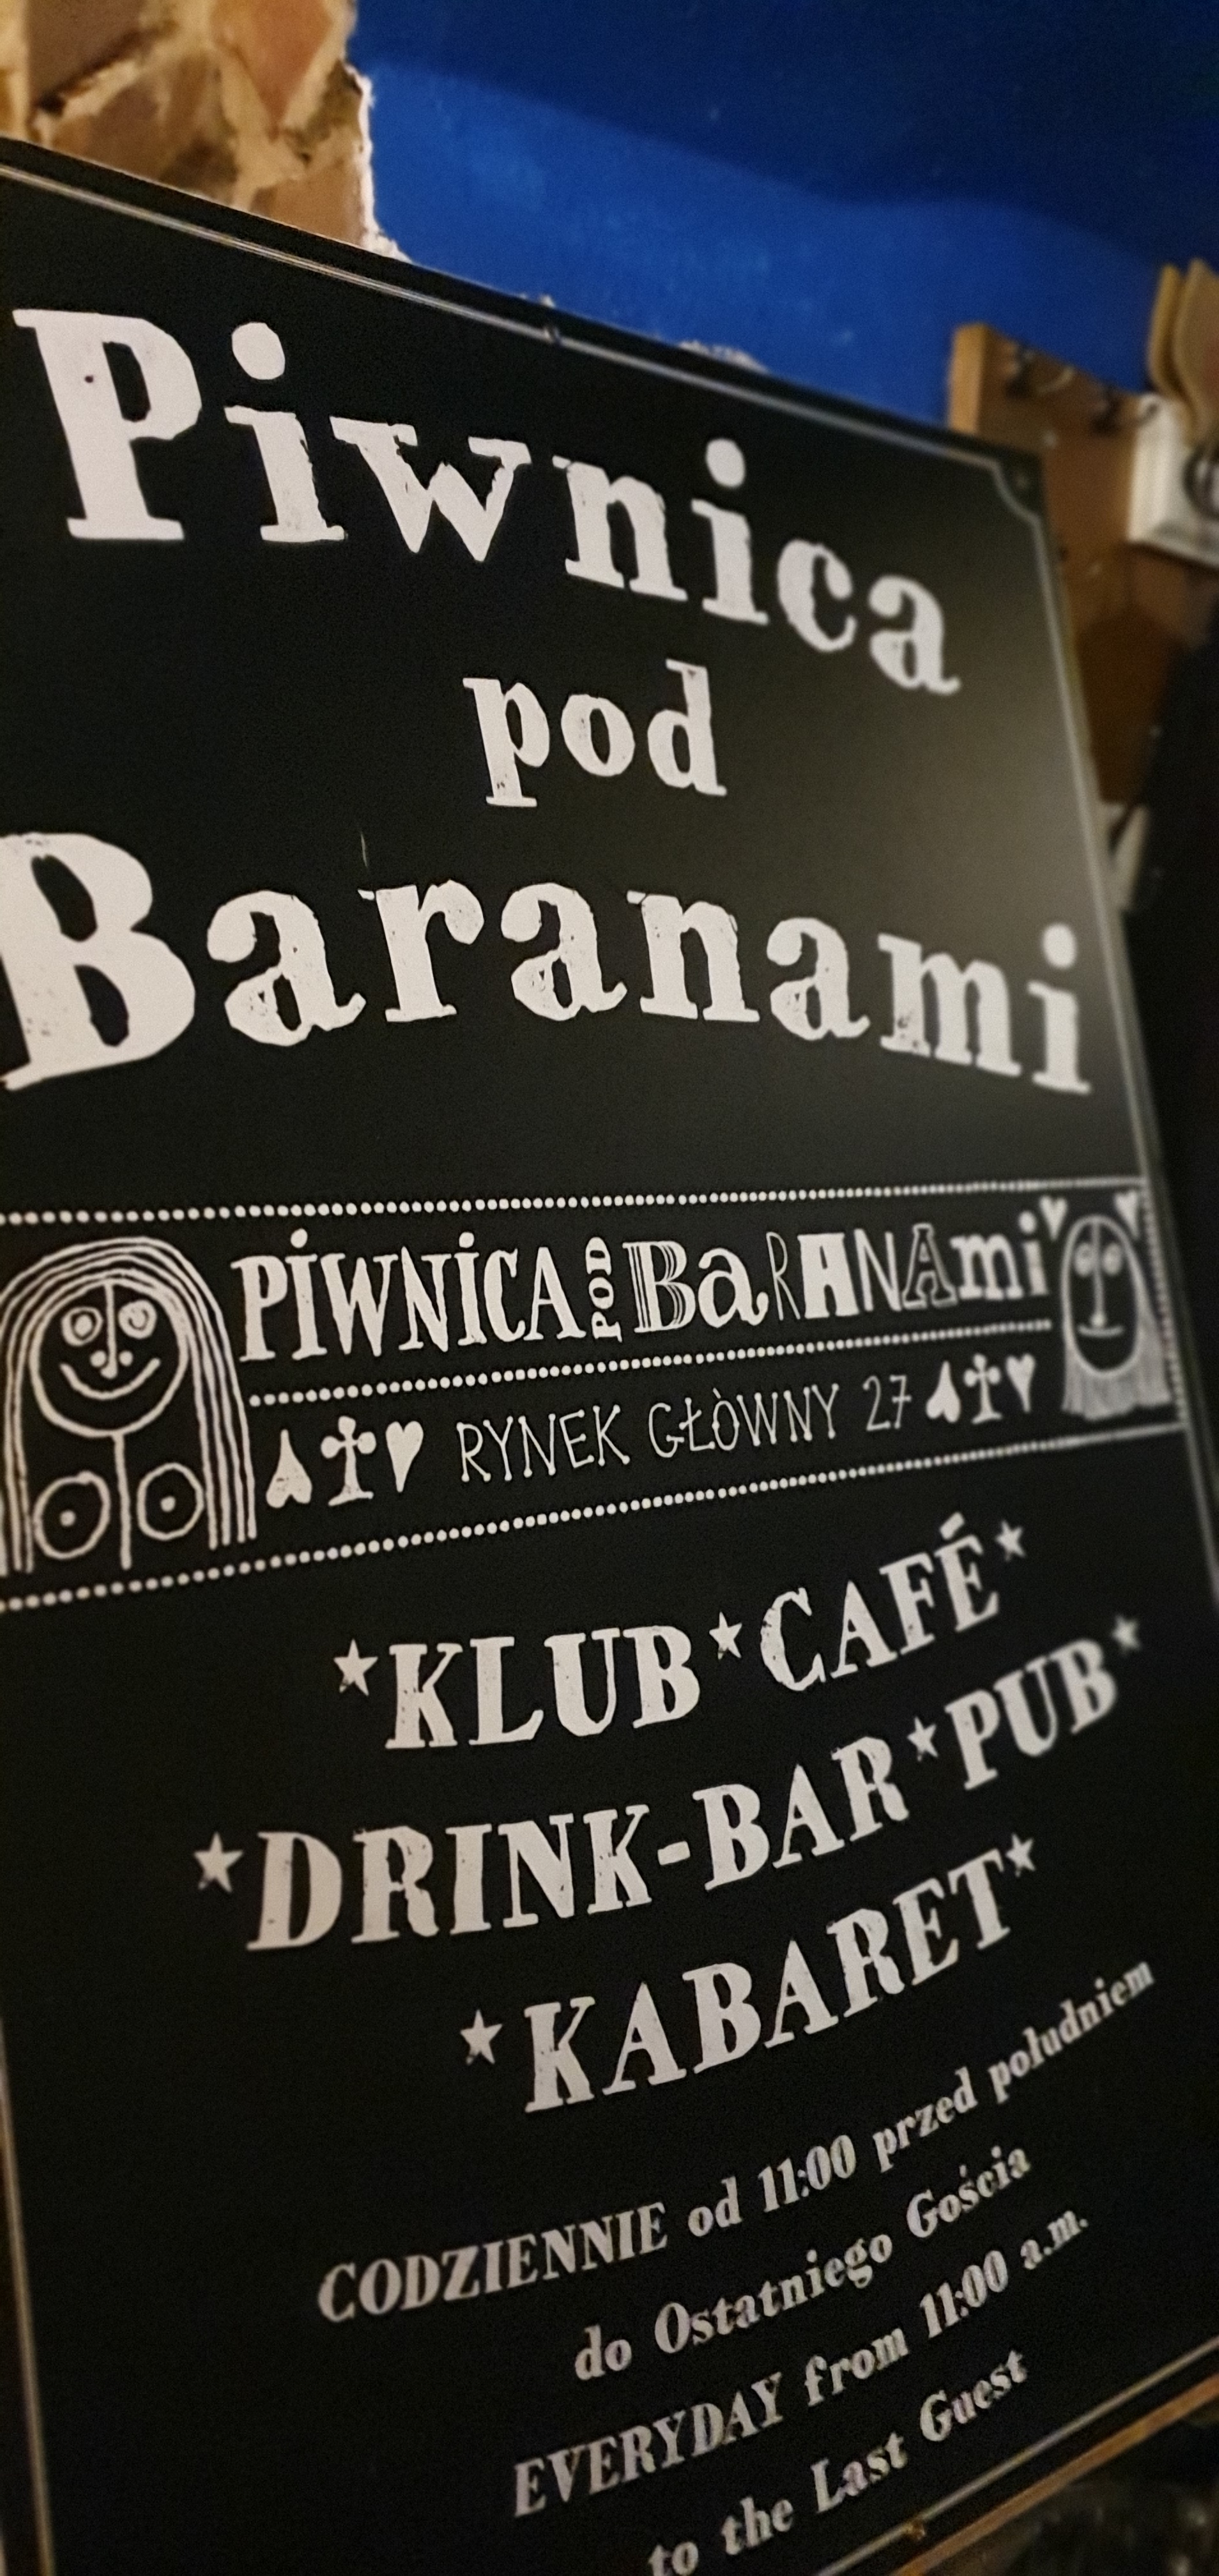 Piwnica
pod
Baranami
PiWNiCA POD BaRANAmi
RYNEK GŁÒWNY 27
*KLUB*CAFÉ*
*DRINK-BAR*PUB*
*KABARET*
CODZIENNIE od 11:00 przed południem
do Ostatniego Gościa
EVERYDAY from 11:00 a.m.
to the Last Guest